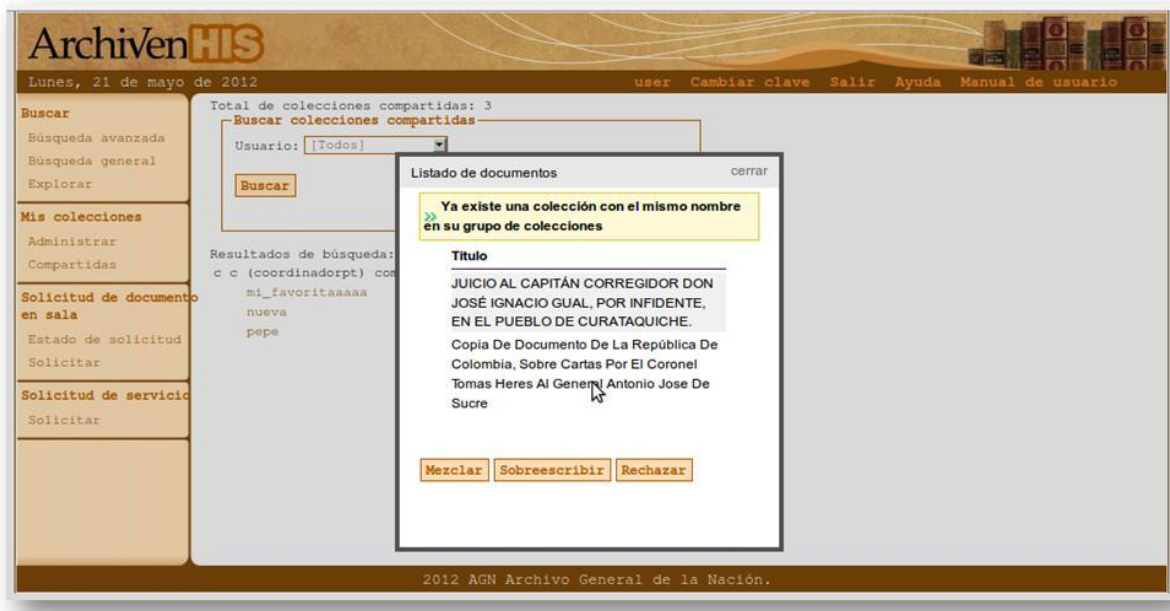 ArchivenHIS
Lunes, 21 de mayo de 2012
user Cambiar clave Salir Ayuda Manual de usuario
Buscar
Búsqueda avanzada
Búsqueda general
Explorar
Mis colecciones
Administrar
Compartidas
Solicitud de documento
en sala
Estado de solicitud
Solicitar
Solicitud de servicio
Solicitar
Total de colecciones compartidas: 3
Buscar colecciones compartidas
Usuario: [Todos]
Buscar
Resultados de búsqueda:
c c (coordinadorpt) com
mi_favoritaaaaa
nueva
pepe
Listado de documentos
cerrar
Ya existe una colección con el mismo nombre
en su grupo de colecciones
Título
JUICIO AL CAPITÁN CORREGIDOR DON
JOSÉ IGNACIO GUAL, POR INFIDENTE,
EN EL PUEBLO DE CURATAQUICHE.
Copia De Documento De La República De
Colombia, Sobre Cartas Por El Coronel
Tomas Heres Al General Antonio Jose De
Sucre
Mezclar Sobreescribir Rechazar
2012 AGN Archivo General de la Nación.